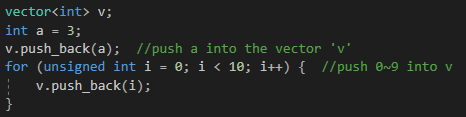 vector<int> v;
int a = 3;
v.push_back(a);  //push a into the vector 'v'
for (unsigned int i = 0; i < 10; i++) {  //push 0~9 into v
    v.push_back(i);
}